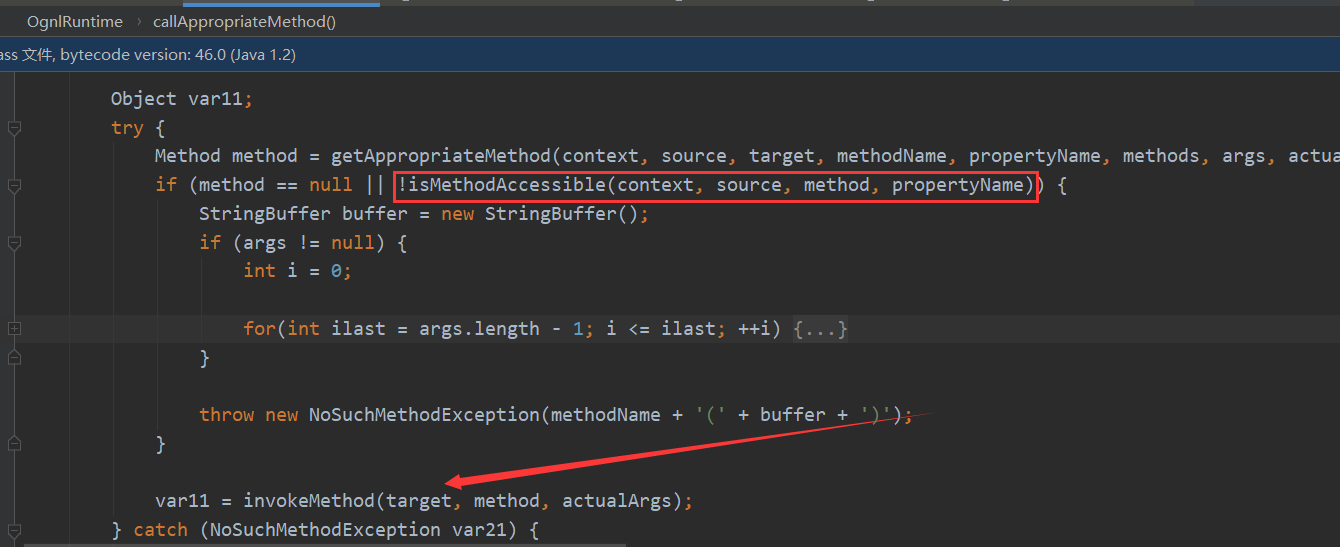 OgnlRuntime › callAppropriateMethod()
ass 文件, bytecode version: 46.0 (Java 1.2)
Object var11;
try {
Method method = getAppropriateMethod(context, source, target, methodName, propertyName, methods, args, actua
if (method == null || !isMethodAccessible(context, source, method, propertyName)) {
StringBuffer buffer = new StringBuffer();
if (args != null) {
int i = 0;
for(int ilast = args.length - 1; i <= ilast; ++i) {...}
}
throw new NoSuchMethodException(methodName + '(' + buffer + ')');
}
var11 = invokeMethod(target, method, actualArgs);
} catch (NoSuchMethodException var21) {